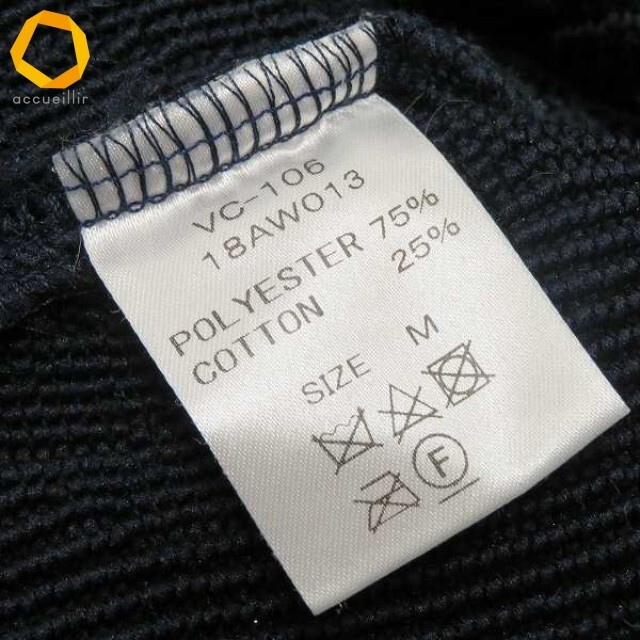 accueillir
VC-106
18AW013
POLYESTER 75%
COTTON 25%
SIZE M
F